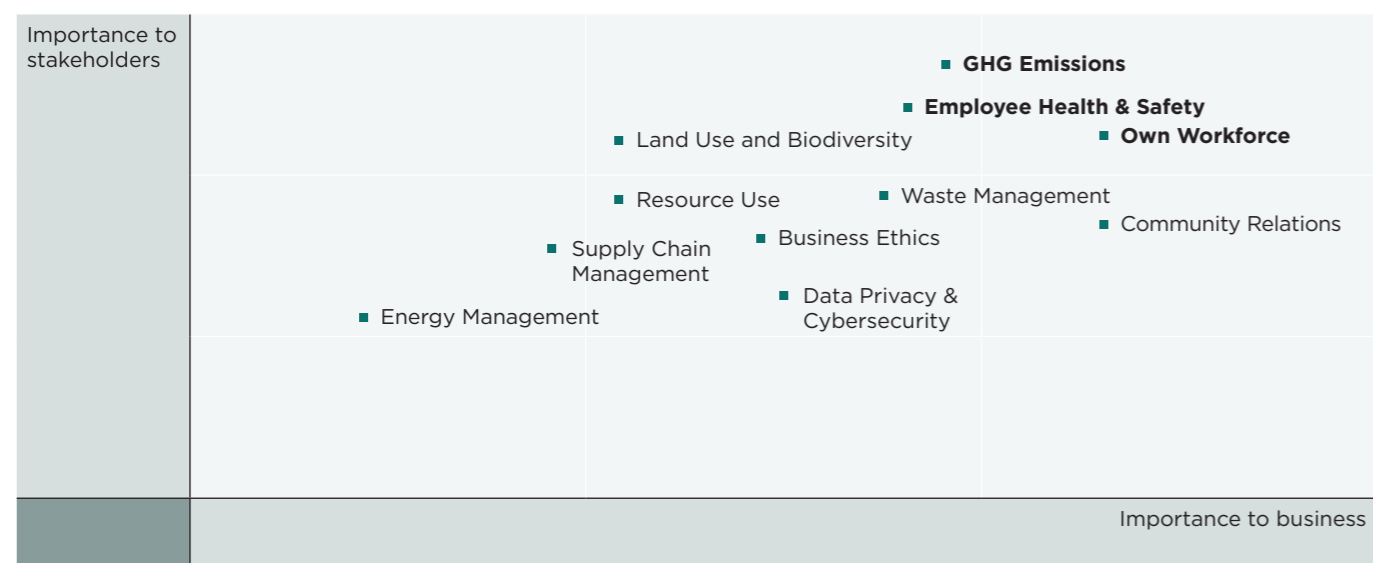 Importance to
stakeholders
GHG Emissions
Employee Health & Safety
Own Workforce
Land Use and Biodiversity
Waste Management
Resource Use
Community Relations
Business Ethics
Supply Chain
Management
Data Privacy &
Cybersecurity
Energy Management
Importance to business